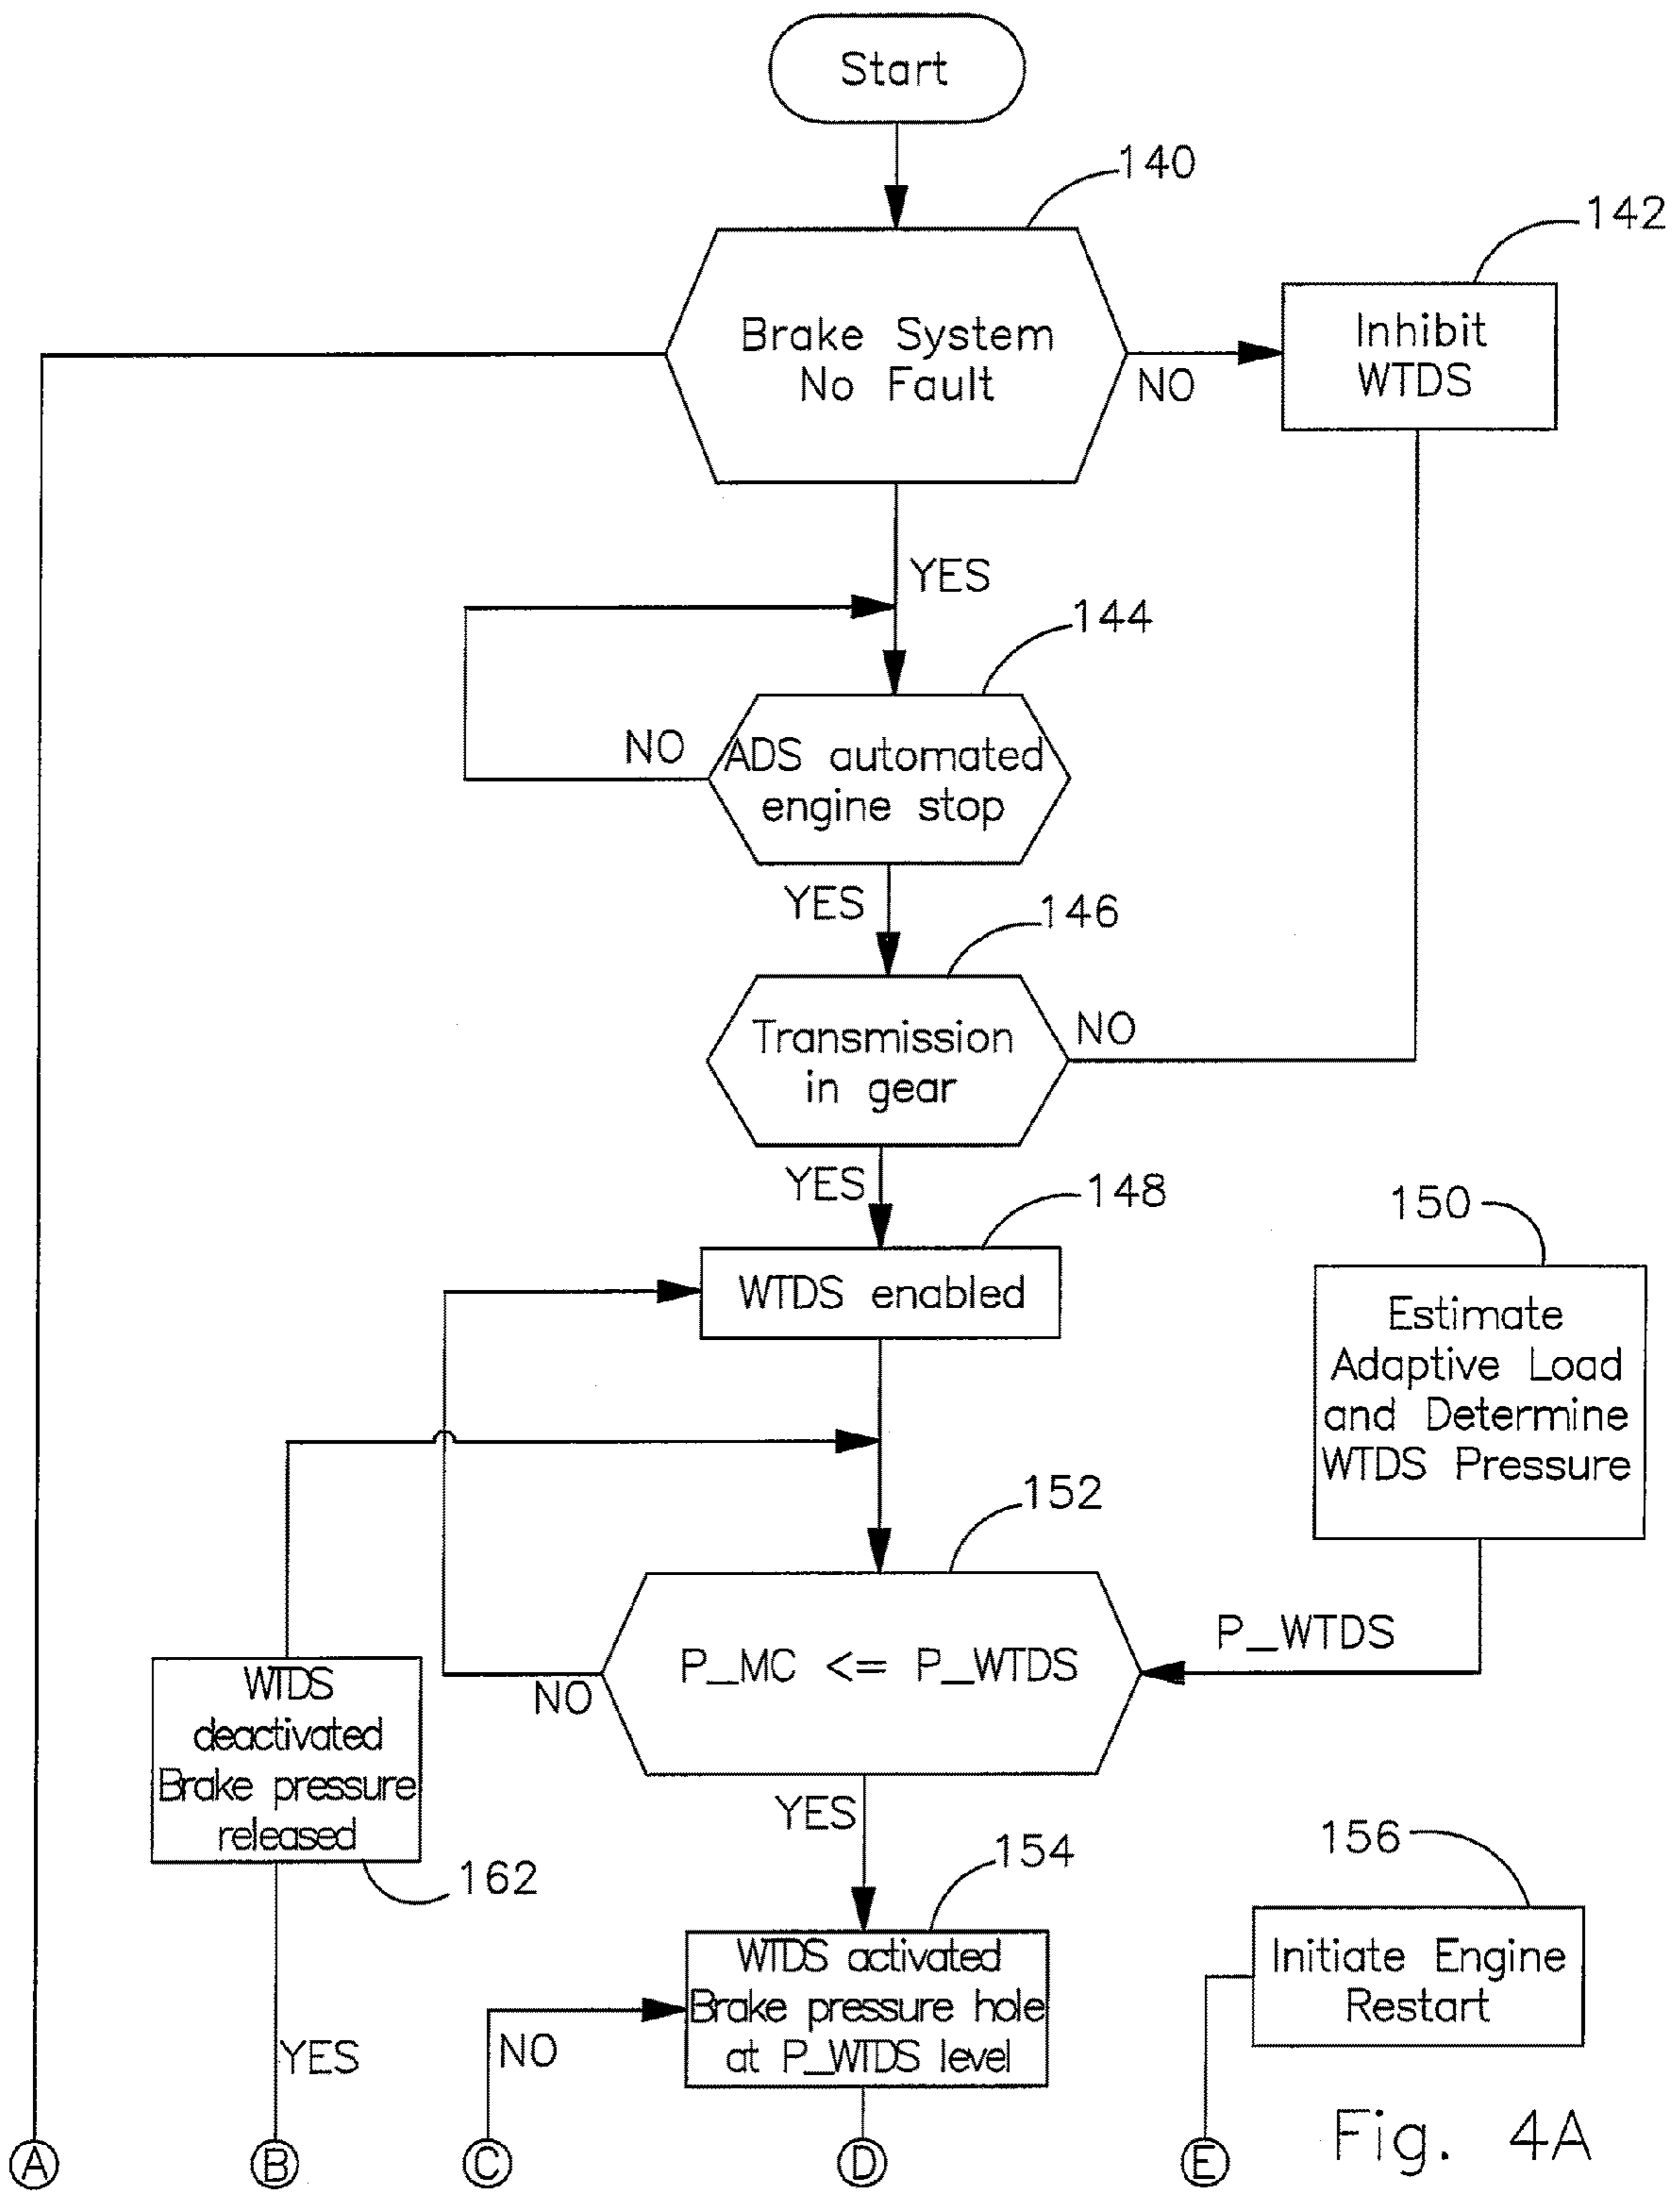 Start
140
142
Brake System
No Fault
NO
Inhibit
WTDS
YES
144
NO
ADS automated
engine stop
YES
146
Transmission
in gear
NO
YES
148
150
WTDS enabled
Estimate
Adaptive Load
and Determine
WTDS Pressure
152
P_WTDS
P_MC <= P_WTDS
NO
WTDS
deactivated
Brake pressure
released
162
YES
154
156
WTDS activated
Brake pressure hole
at P_WTDS level
Initiate Engine
Restart
YES
NO
A
B
C
D
E
Fig. 4A